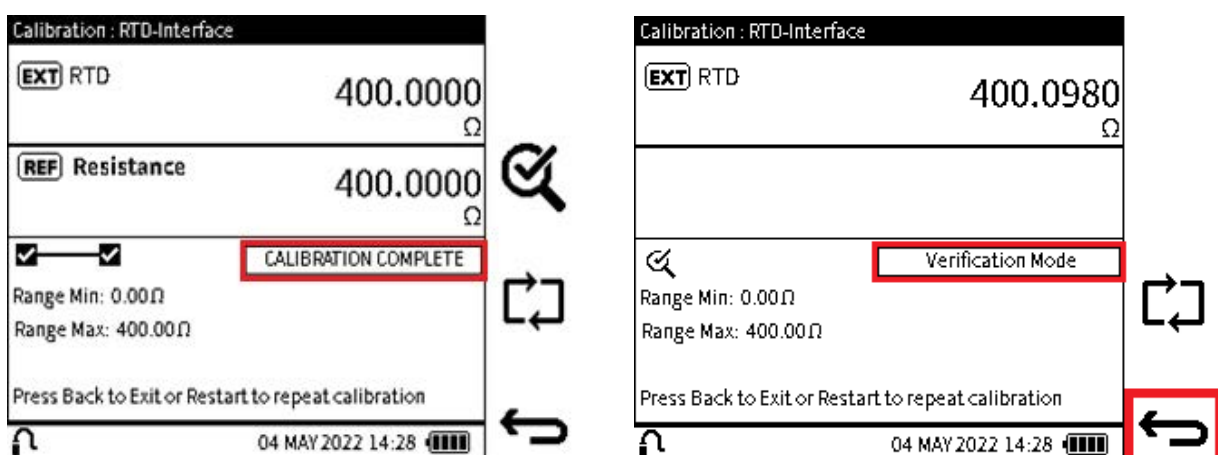 Calibration : RTD-Interface
EXT RTD
400.0000
Ω
REF Resistance
400.0000
Ω
CALIBRATION COMPLETE
Range Min: 0.00Ω
Range Max: 400.00Ω
Press Back to Exit or Restart to repeat calibration
04 MAY 2022 14:28
Calibration : RTD-Interface
EXT RTD
400.0980
Ω
Verification Mode
Range Min: 0.00Ω
Range Max: 400.00Ω
Press Back to Exit or Restart to repeat calibration
04 MAY 2022 14:28